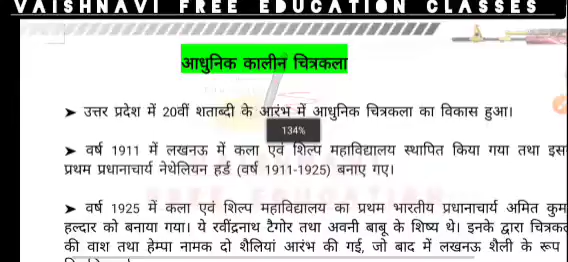 VAISHNAVI FREE EDUCATION CLASSES
आधुनिक कालीन चित्रकला
➤ उत्तर प्रदेश में 20वीं शताब्दी के आरंभ में आधुनिक चित्रकला का विकास हुआ।
134%
➤ वर्ष 1911 में लखनऊ में कला एवं शिल्प महाविद्यालय स्थापित किया गया तथा इस
प्रथम प्रधानाचार्य नेथेलियन हर्ड (वर्ष 1911-1925) बनाए गए।
➤ वर्ष 1925 में कला एवं शिल्प महाविद्यालय का प्रथम भारतीय प्रधानाचार्य अमित कुम
हल्दार को बनाया गया। ये रवींद्रनाथ टैगोर तथा अवनी बाबू के शिष्य थे। इनके द्वारा चित्रक
की वाश तथा हेम्पा नामक दो शैलियां आरंभ की गई, जो बाद में लखनऊ शैली के रूप